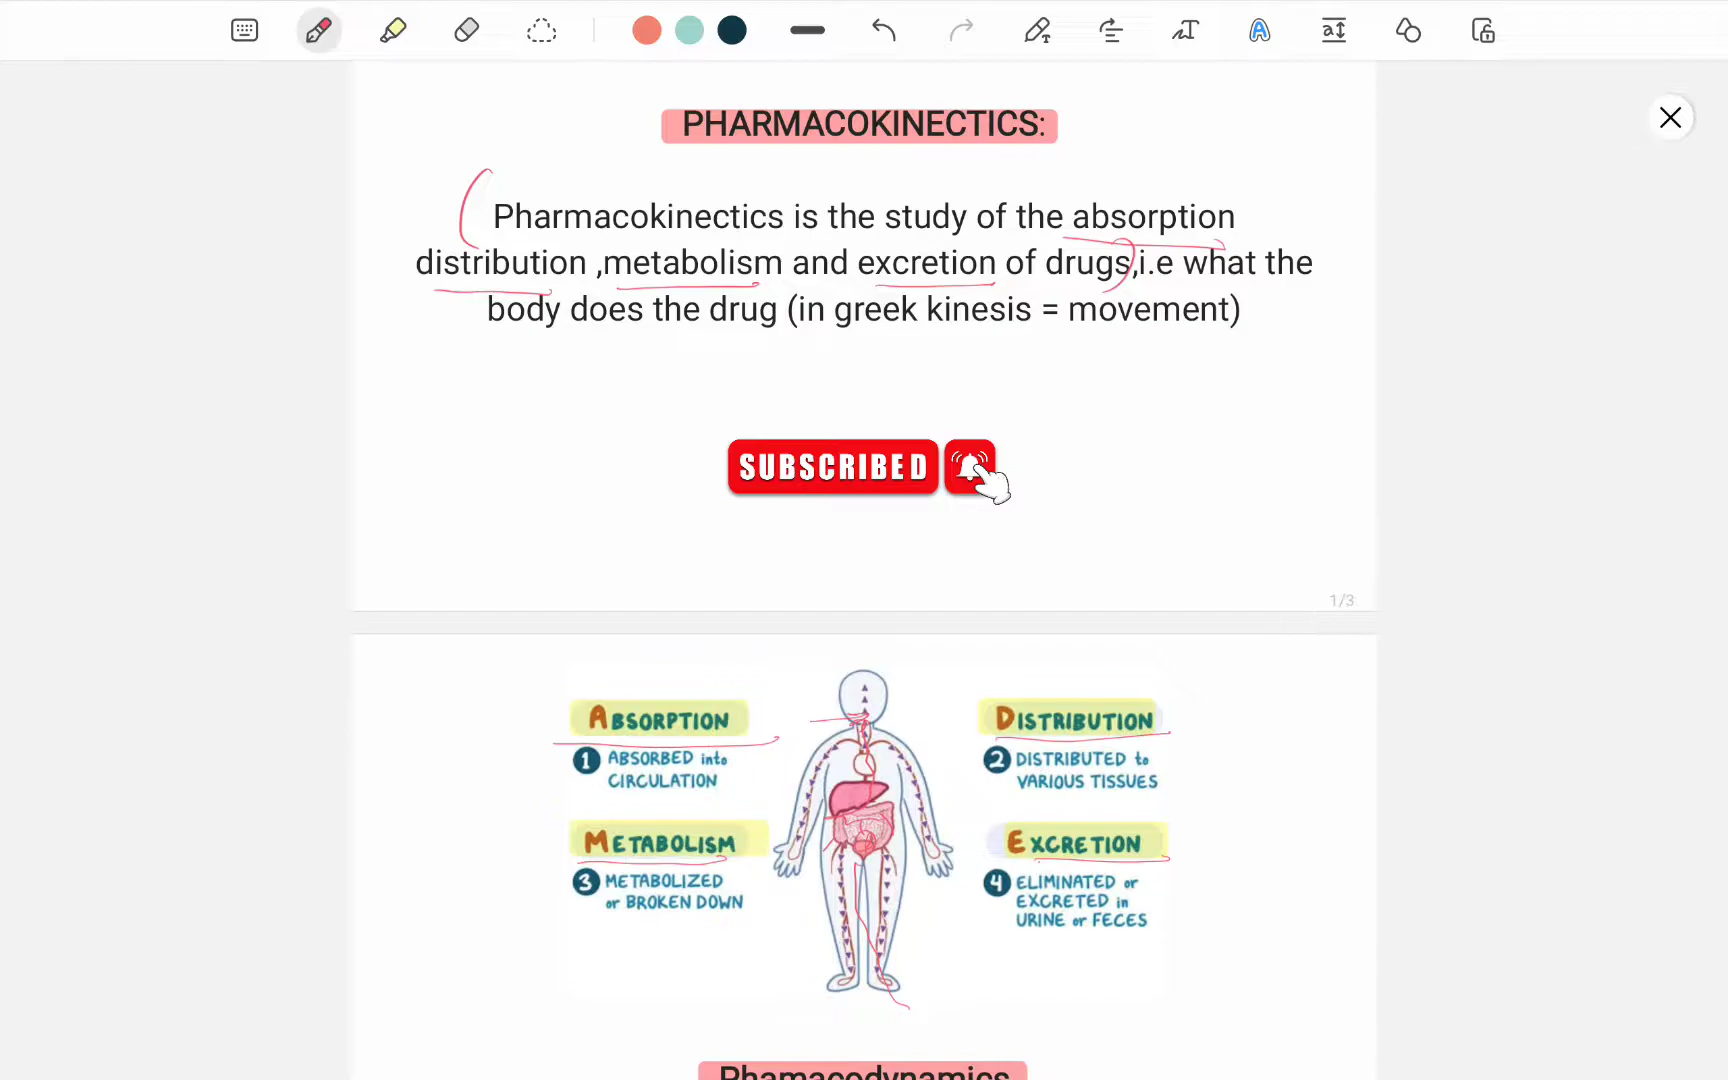 PHARMACOKINECTICS:
Pharmacokinectics is the study of the absorption
distribution ,metabolism and excretion of drugs,i.e what the
body does the drug (in greek kinesis = movement)
SUBSCRIBED
1/3
ABSORPTION
1 ABSORBED into
CIRCULATION
DISTRIBUTION
2 DISTRIBUTED to
VARIOUS TISSUES
METABOLISM
3 METABOLIZED
or BROKEN DOWN
EXCRETION
4 ELIMINATED or
EXCRETED in
URINE or FECES
Phamacodynamics